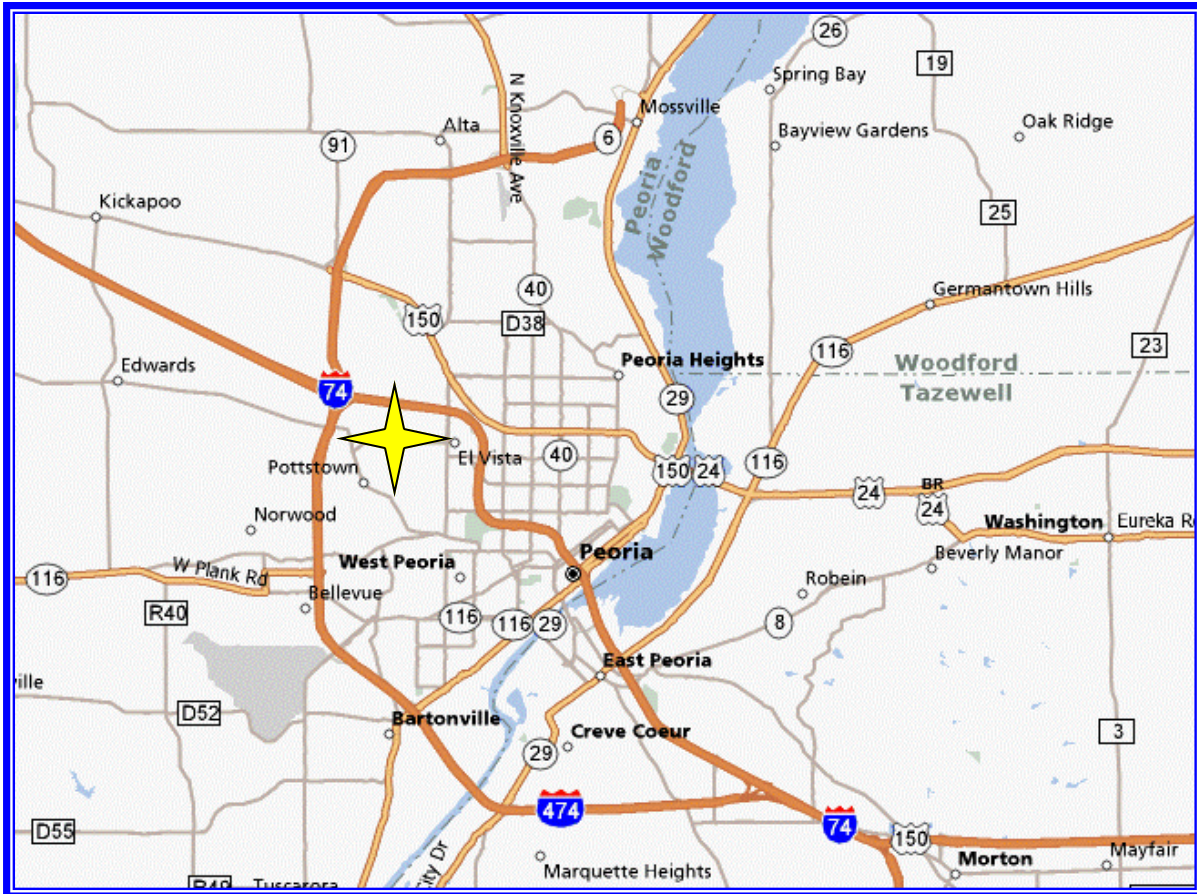 26
19
Spring Bay
N Knoxville Ave
Mossville
Oak Ridge
Alta
6
Bayview Gardens
91
Peoria
Woodford
Kickapoo
25
40
Germantown Hills
150
D38
116
23
Peoria Heights
Woodford
Edwards
74
Tazewell
29
El Vista
40
116
Pottstown
150
24
24
BR
24
Norwood
Washington
Eureka R
Peoria
Beverly Manor
West Peoria
W Plank Rd
116
Robein
Bellevue
R40
116
116
29
8
East Peoria
ille
D52
Bartonville
Creve Coeur
3
29
474
74
D55
150
City Dr
Marquette Heights
Morton
Mayfair
R49
Tuscarora